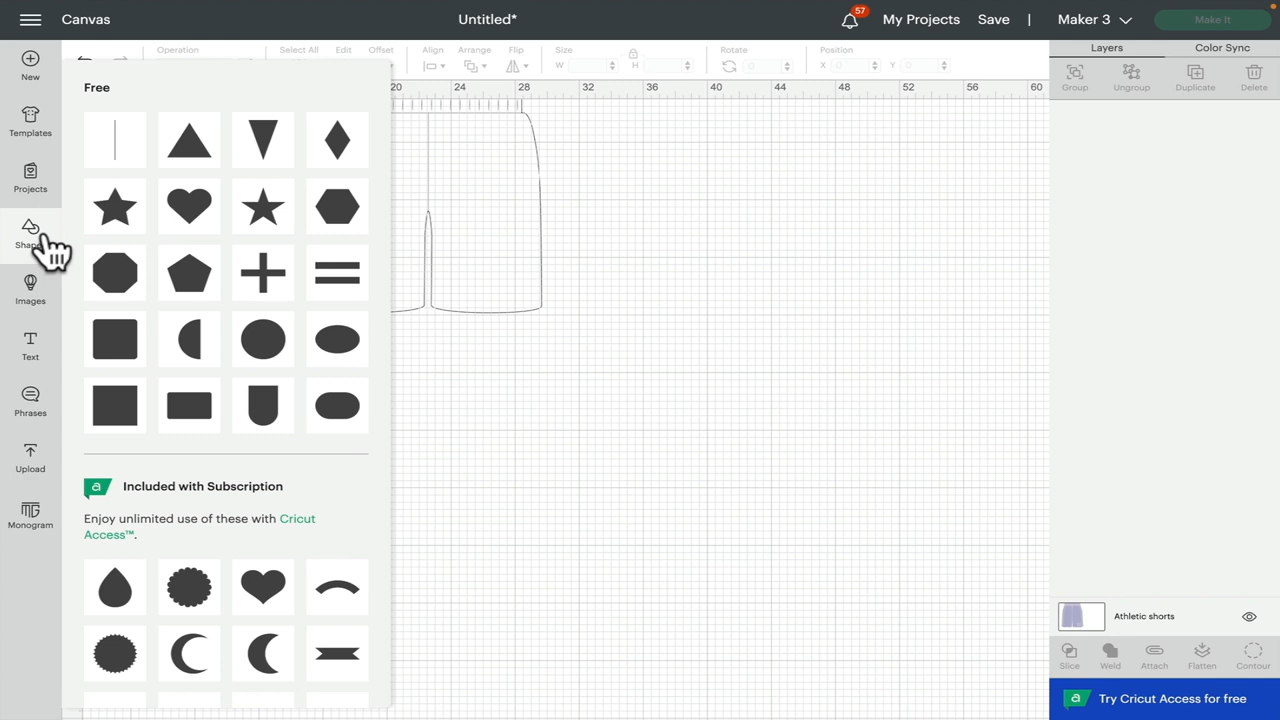 Canvas
Untitled*
57
My Projects
Save
|
Maker 3
Make It
New
Templates
Projects
Images
Text
Phrases
Upload
Monogram
Operation
Select All
Edit
Offset
Align
Arrange
Flip
Size
W
H
Rotate
0
Position
X 0
Y 0
20 24 28 32 36 40 44 48 52 56 60
Free
a Included with Subscription
Enjoy unlimited use of these with Cricut
Access™.
Layers
Color Sync
Group
Ungroup
Duplicate
Delete
Athletic shorts
Slice
Weld
Attach
Flatten
Contour
a Try Cricut Access for free